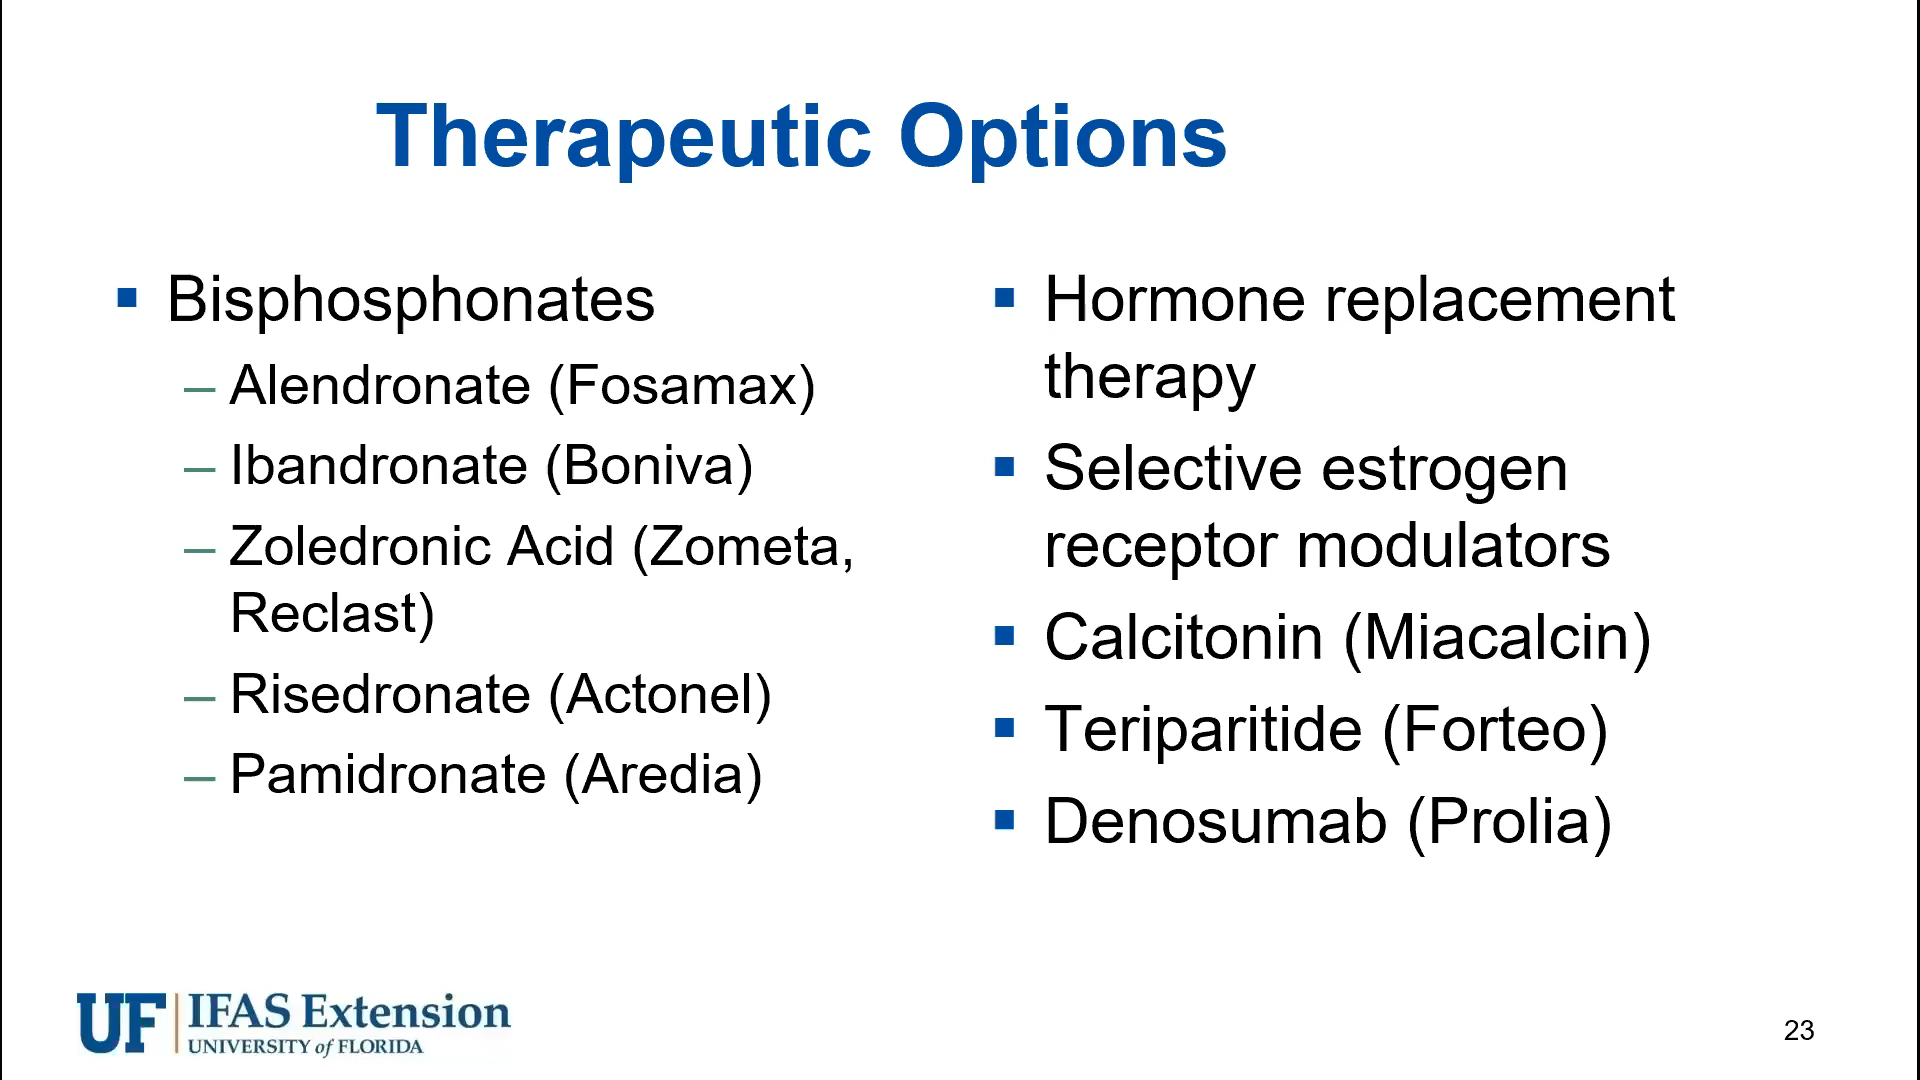 Therapeutic Options
▪ Bisphosphonates
– Alendronate (Fosamax)
– Ibandronate (Boniva)
– Zoledronic Acid (Zometa,
Reclast)
– Risedronate (Actonel)
– Pamidronate (Aredia)
▪ Hormone replacement
therapy
▪ Selective estrogen
receptor modulators
▪ Calcitonin (Miacalcin)
▪ Teriparitide (Forteo)
▪ Denosumab (Prolia)
UF IFAS Extension
UNIVERSITY of FLORIDA
23